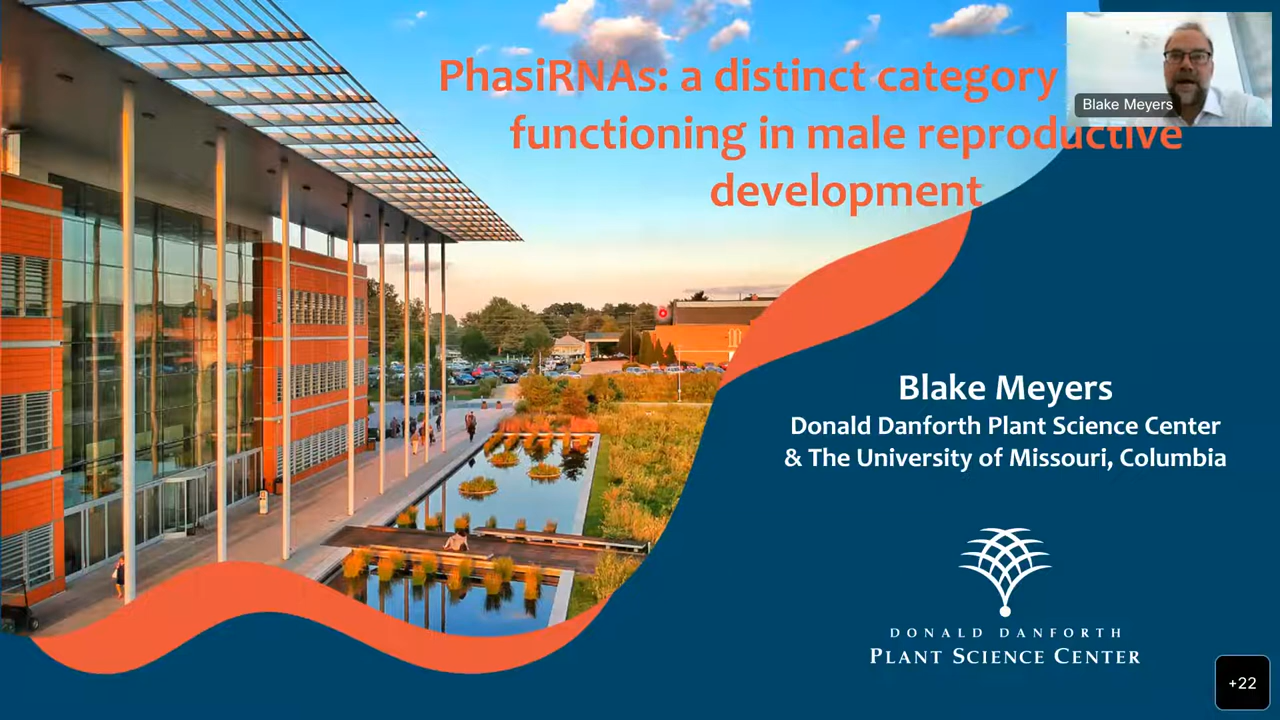 PhasiRNAs: a distinct category
functioning in male reproductive
development
Blake Meyers
Blake Meyers
Donald Danforth Plant Science Center
& The University of Missouri, Columbia
DONALD DANFORTH
PLANT SCIENCE CENTER
+22